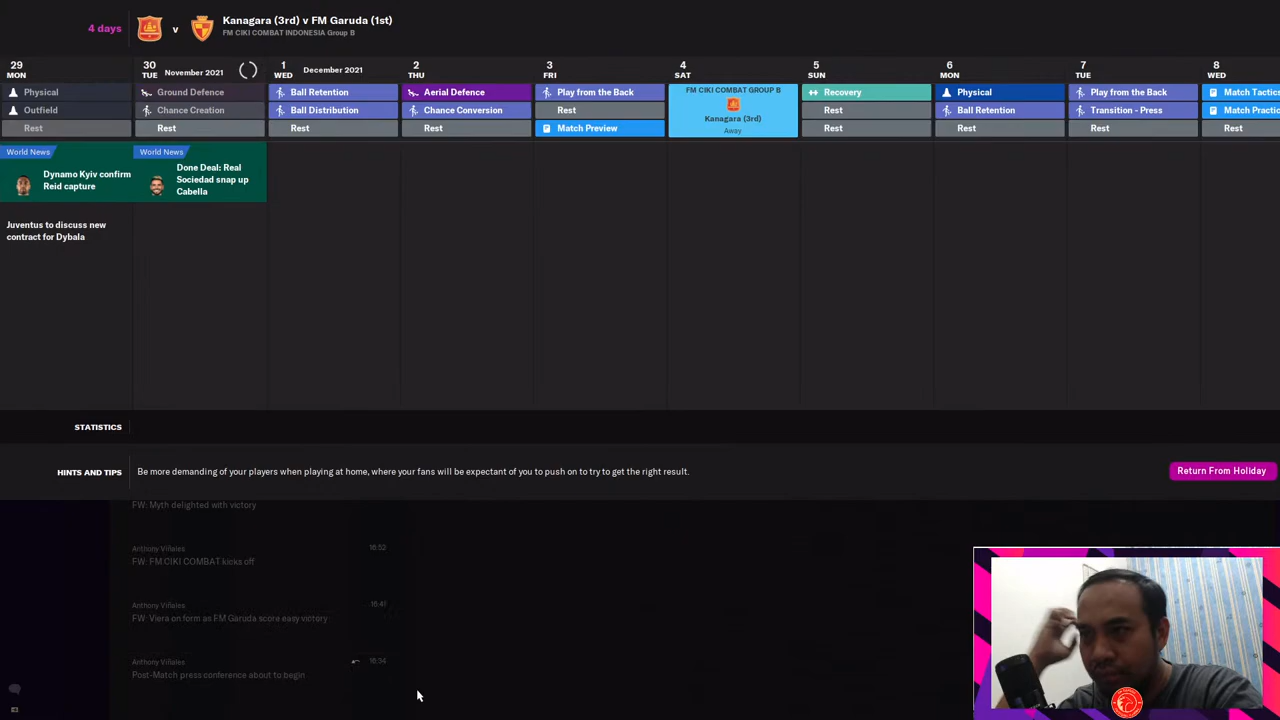 4 days
v
Kanagara (3rd) v FM Garuda (1st)
FM CIKI COMBAT INDONESIA Group B
29
MON
30
TUE
November 2021
1
WED
December 2021
2
THU
3
FRI
4
SAT
5
SUN
6
MON
7
TUE
8
WED
Physical
Ground Defence
Ball Retention
Aerial Defence
Play from the Back
FM CIKI COMBAT GROUP B
Recovery
Physical
Play from the Back
Match Tactics
Outfield
Chance Creation
Ball Distribution
Chance Conversion
Rest
Kanagara (3rd)
Rest
Ball Retention
Transition - Press
Match Practic
Rest
Rest
Rest
Rest
Match Preview
Away
Rest
Rest
Rest
Rest
World News
Dynamo Kyiv confirm
Reid capture
World News
Done Deal: Real
Sociedad snap up
Cabella
Juventus to discuss new
contract for Dybala
STATISTICS
HINTS AND TIPS
Be more demanding of your players when playing at home, where your fans will be expectant of you to push on to try to get the right result.
Return From Holiday
FW: Myth delighted with victory
Anthony Viñales
16:52
FW: FM CIKI COMBAT kicks off
Anthony Viñales
16:41
FW: Viera on form as FM Garuda score easy victory
Anthony Viñales
16:34
Post-Match press conference about to begin